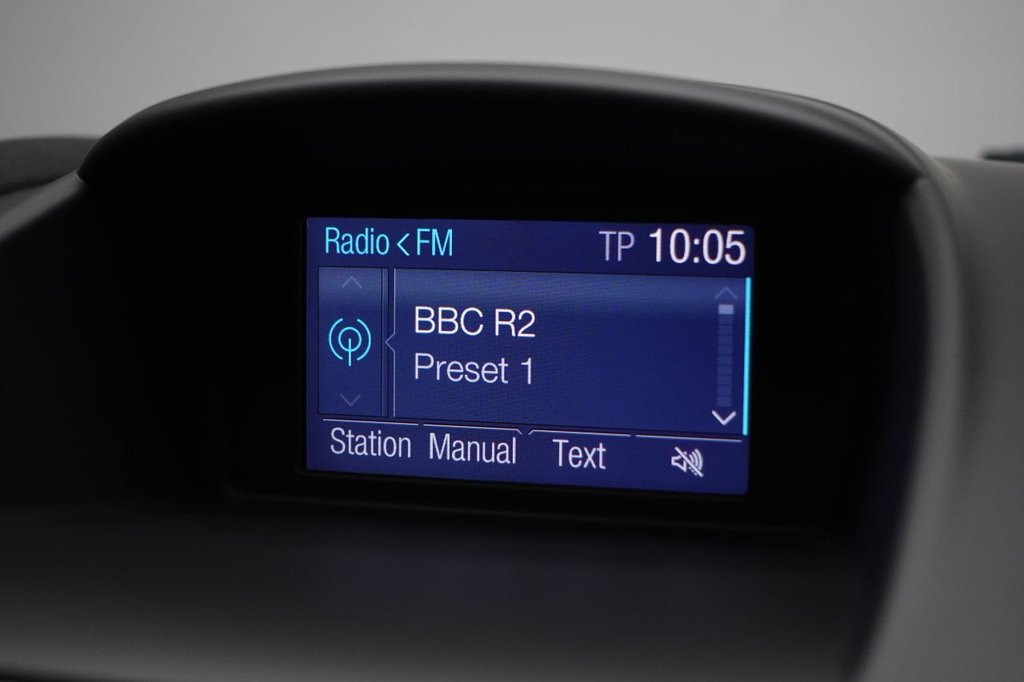 Radio < FM TP 10:05
BBC R2
Preset 1
Station Manual Text